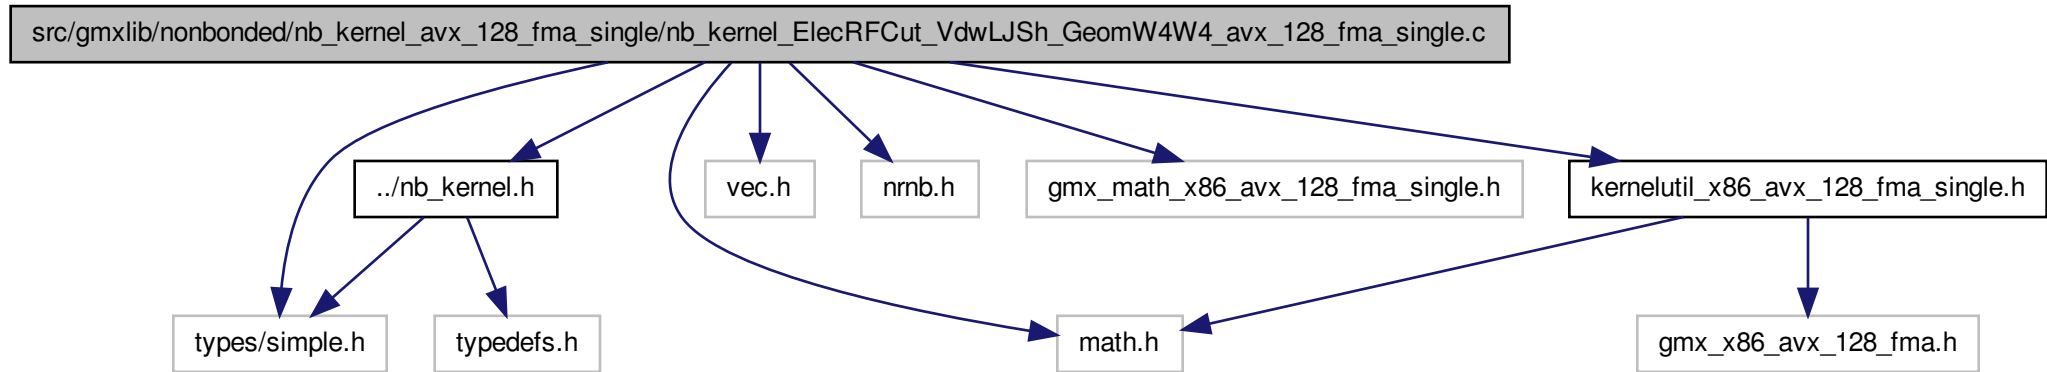 src/gmxlib/nonbonded/nb_kernel_avx_128_fma_single/nb_kernel_ElecRFCut_VdwLJSh_GeomW4W4_avx_128_fma_single.c
../nb_kernel.h
vec.h
nrnb.h
gmx_math_x86_avx_128_fma_single.h
kernelutil_x86_avx_128_fma_single.h
types/simple.h
typedefs.h
math.h
gmx_x86_avx_128_fma.h